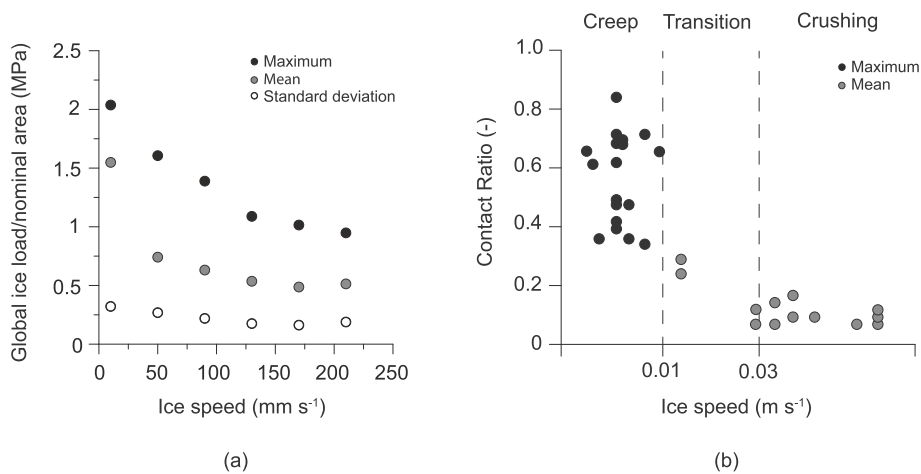 Global ice load/nominal area (MPa)
2.5
2
1.5
1
0.5
0
Maximum
Mean
Standard deviation
0 50 100 150 200 250
Ice speed (mm s-1)
(a)
Creep Transition Crushing
Contact Ratio (-)
1.0
0.8
0.6
0.4
0.2
0
Maximum
Mean
0.01 0.03
Ice speed (m s-1)
(b)